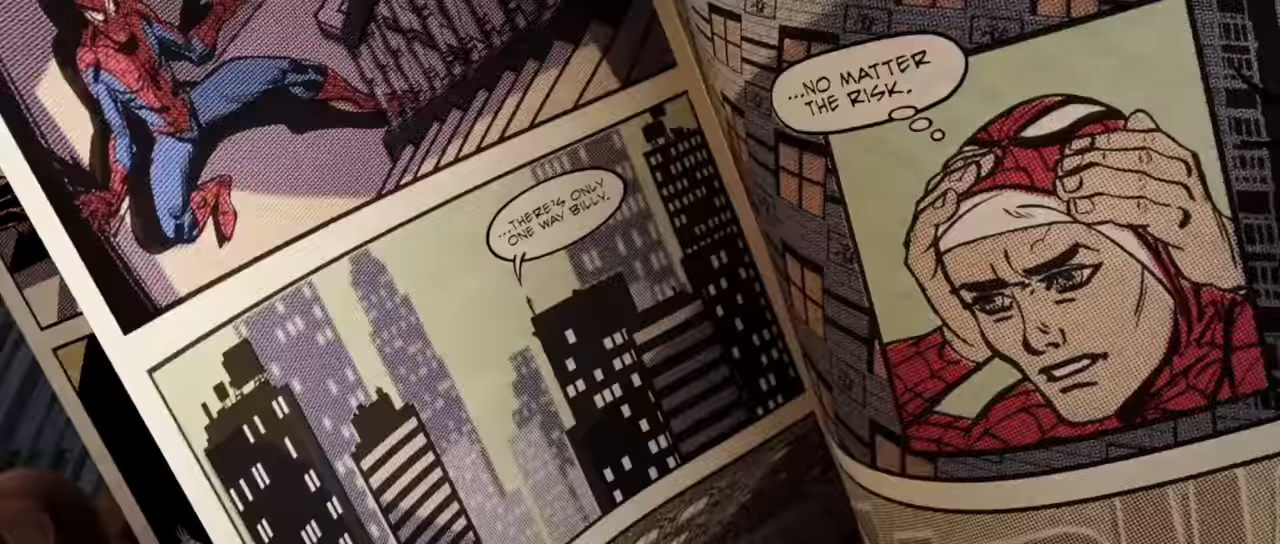 ...THERE'S ONLY
ONE WAY BILLY.
...NO MATTER
THE RISK.